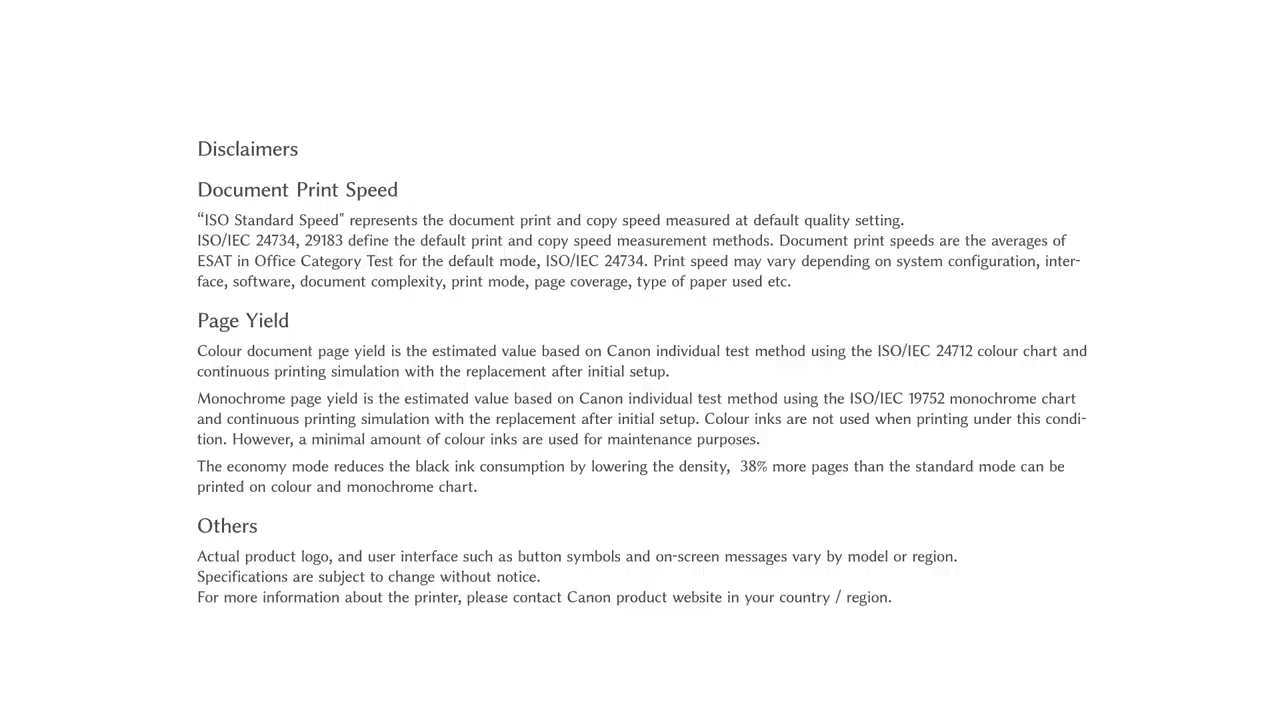 Disclaimers
Document Print Speed
“ISO Standard Speed" represents the document print and copy speed measured at default quality setting.
ISO/IEC 24734, 29183 define the default print and copy speed measurement methods. Document print speeds are the averages of
ESAT in Office Category Test for the default mode, ISO/IEC 24734. Print speed may vary depending on system configuration, inter-
face, software, document complexity, print mode, page coverage, type of paper used etc.
Page Yield
Colour document page yield is the estimated value based on Canon individual test method using the ISO/IEC 24712 colour chart and
continuous printing simulation with the replacement after initial setup.
Monochrome page yield is the estimated value based on Canon individual test method using the ISO/IEC 19752 monochrome chart
and continuous printing simulation with the replacement after initial setup. Colour inks are not used when printing under this condi-
tion. However, a minimal amount of colour inks are used for maintenance purposes.
The economy mode reduces the black ink consumption by lowering the density,  38% more pages than the standard mode can be
printed on colour and monochrome chart.
Others
Actual product logo, and user interface such as button symbols and on-screen messages vary by model or region.
Specifications are subject to change without notice.
For more information about the printer, please contact Canon product website in your country / region.